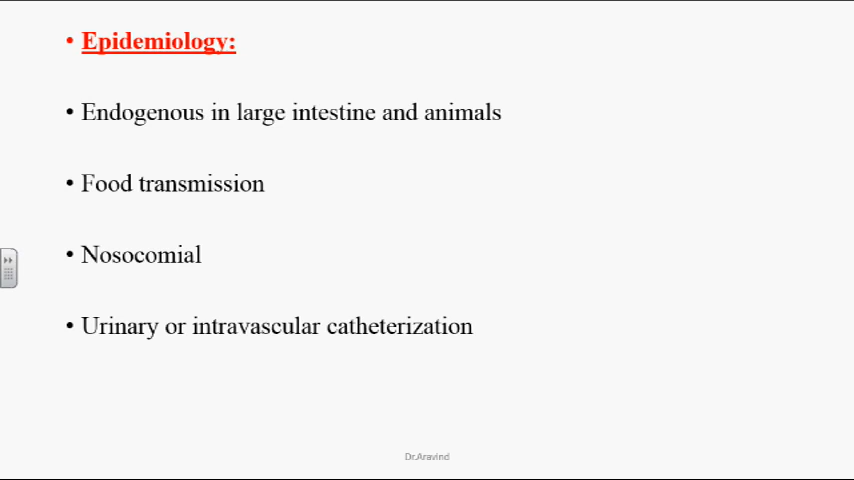 • Epidemiology:
• Endogenous in large intestine and animals
• Food transmission
• Nosocomial
• Urinary or intravascular catheterization
Dr.Aravind